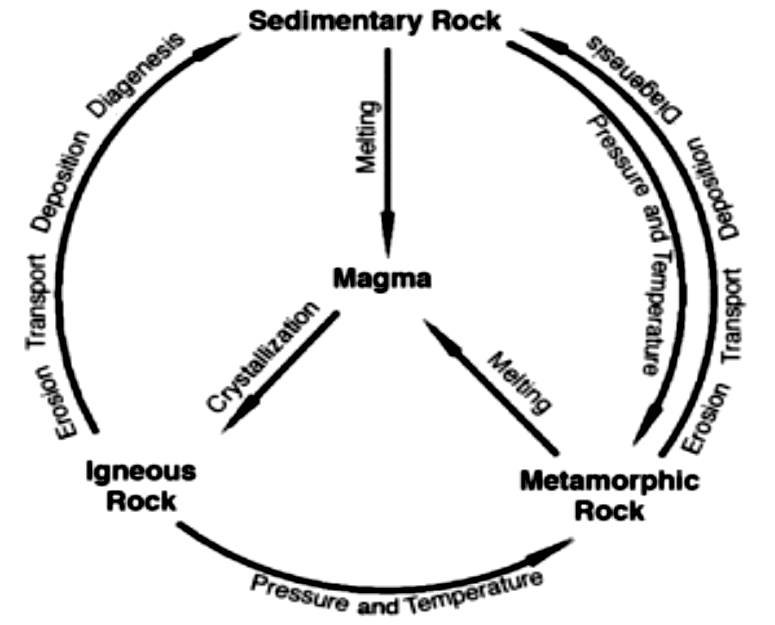 Sedimentary Rock
Erosion Transport Deposition Diagenesis
Melting
Pressure and Temperature
Erosion Transport Deposition Diagenesis
Magma
Crystallization
Melting
Igneous
Rock
Metamorphic
Rock
Pressure and Temperature